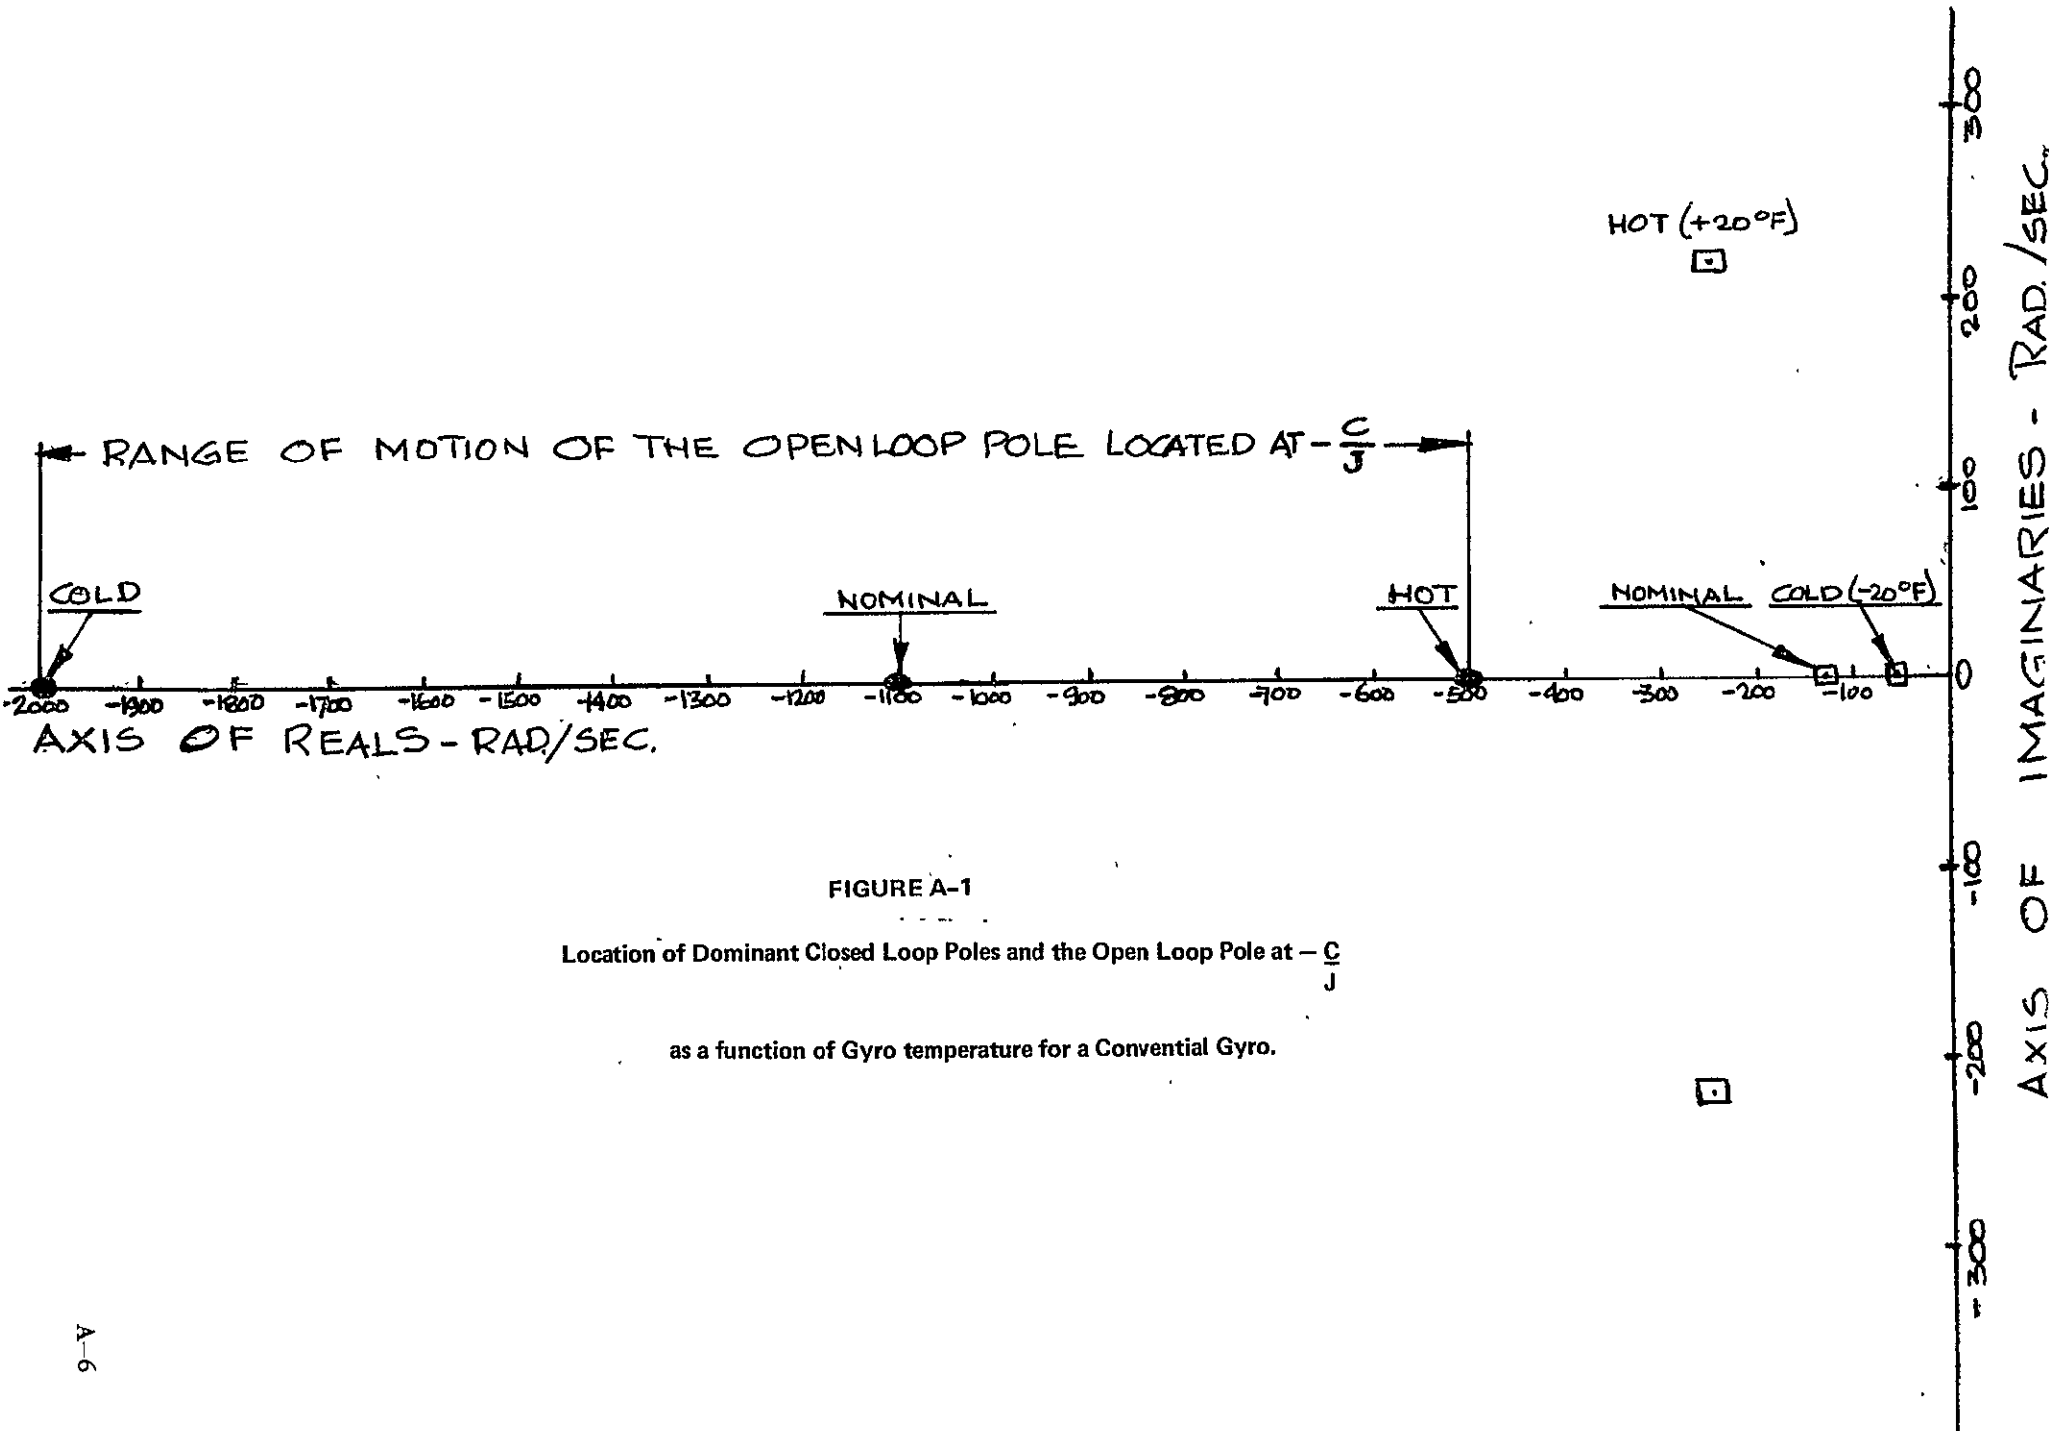 300
HOT (+20°F)
200
RANGE OF MOTION OF THE OPEN LOOP POLE LOCATED AT - C/J
100
COLD
NOMINAL
HOT
NOMINAL
COLD (-20°F)
0
-2000 -1900 -1800 -1700 -1600 -1500 -1400 -1300 -1200 -1100 -1000 -900 -800 -700 -600 -500 -400 -300 -200 -100
AXIS OF REALS - RAD/SEC.
-100
-200
-300
AXIS OF IMAGINARIES - RAD./SEC.
FIGURE A-1
Location of Dominant Closed Loop Poles and the Open Loop Pole at — C/J
as a function of Gyro temperature for a Convential Gyro.
A-6